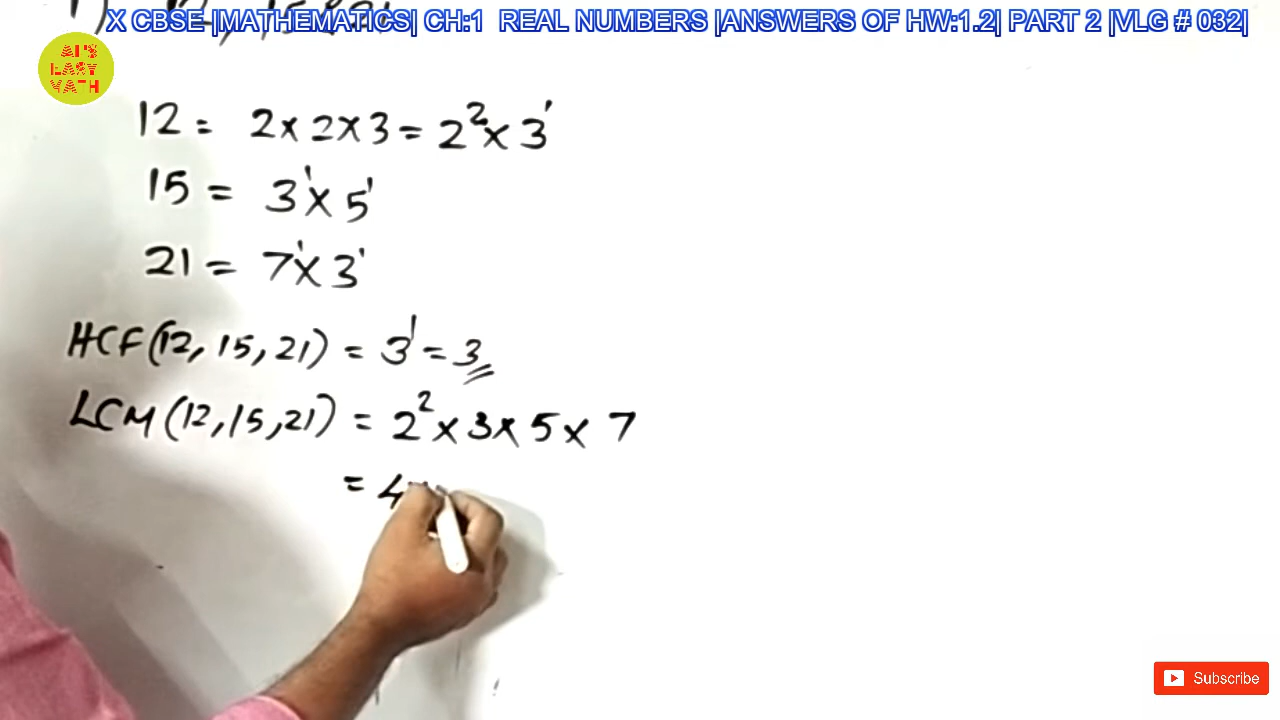 X CBSE |MATHEMATICS| CH:1 REAL NUMBERS |ANSWERS OF HW:1.2| PART 2 |VLG # 032|
12 = 2 × 2 × 3 = 2² × 3¹
15 = 3¹ × 5¹
21 = 7¹ × 3¹
HCF(12, 15, 21) = 3¹ = 3
LCM(12, 15, 21) = 2² × 3 × 5 × 7
= 4
Subscribe